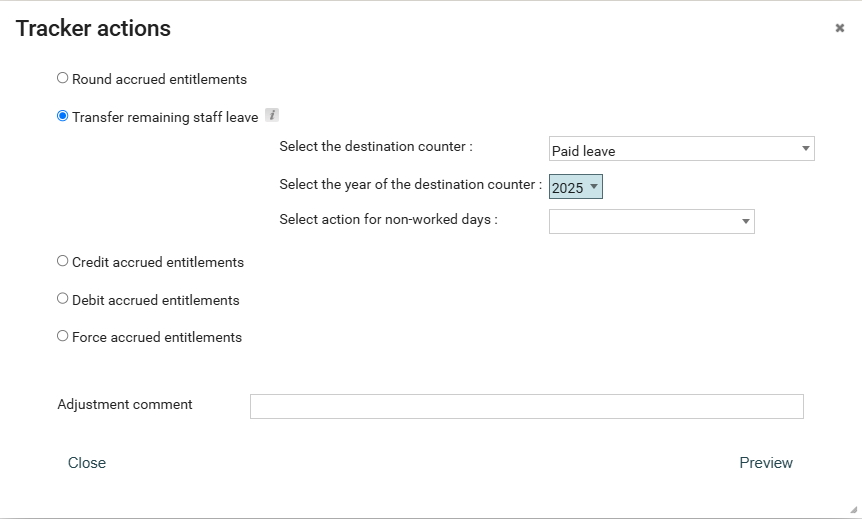 Tracker actions
Round accrued entitlements
Transfer remaining staff leave i
Select the destination counter : Paid leave
Select the year of the destination counter : 2025
Select action for non-worked days :
Credit accrued entitlements
Debit accrued entitlements
Force accrued entitlements
Adjustment comment
Close Preview